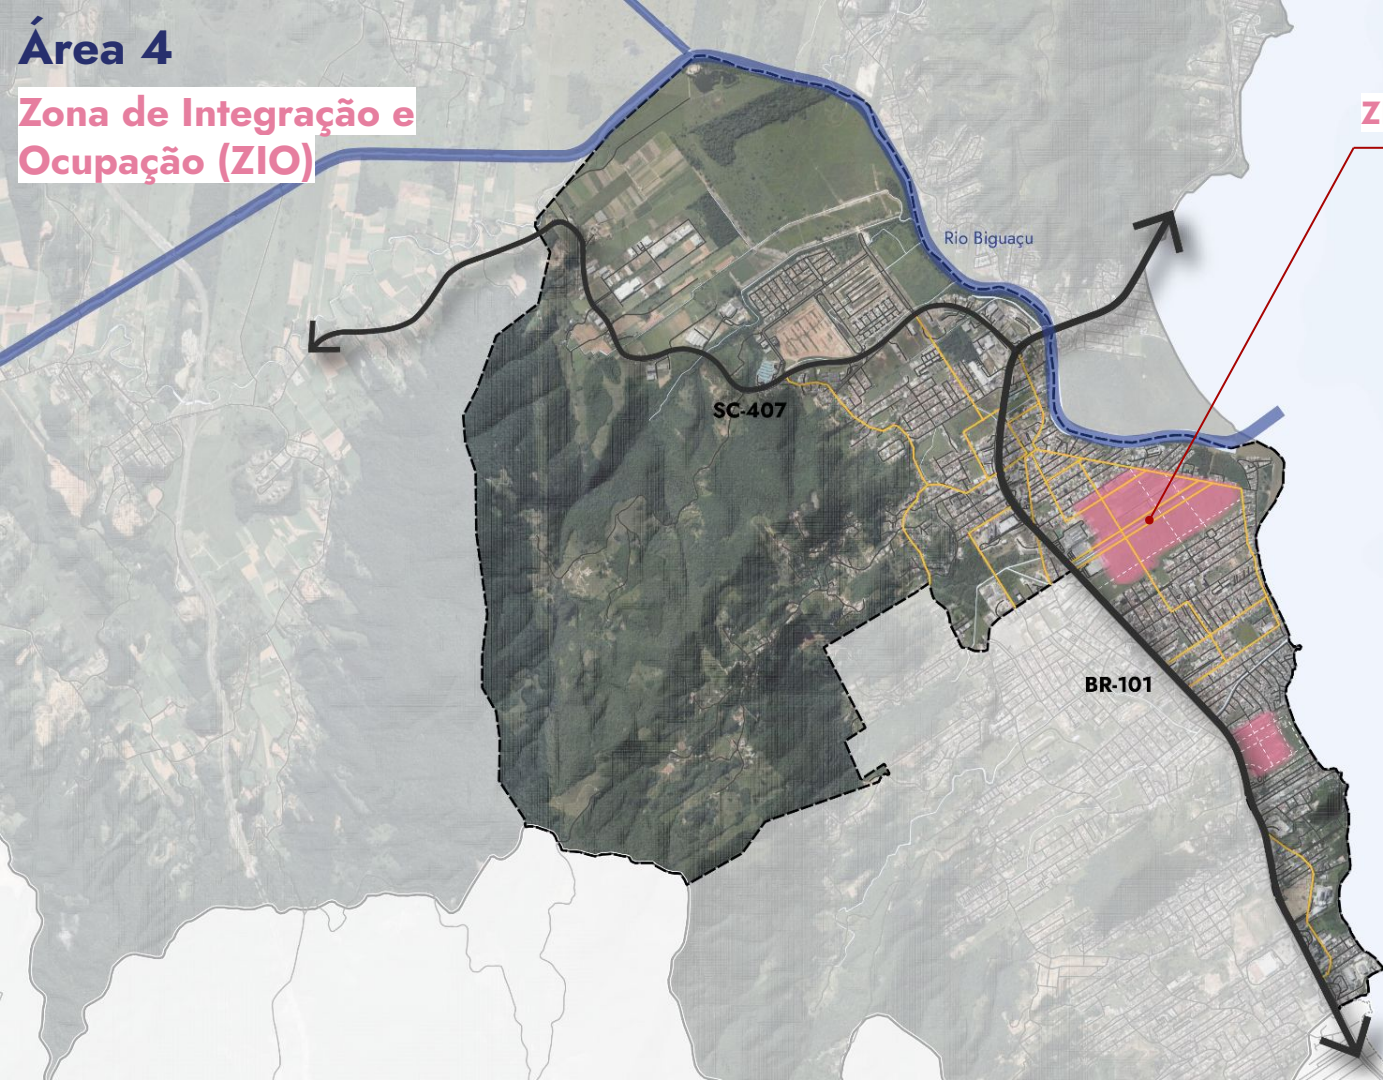 Área 4
Zona de Integração e
Ocupação (ZIO)
Z
Rio Biguaçu
SC-407
BR-101